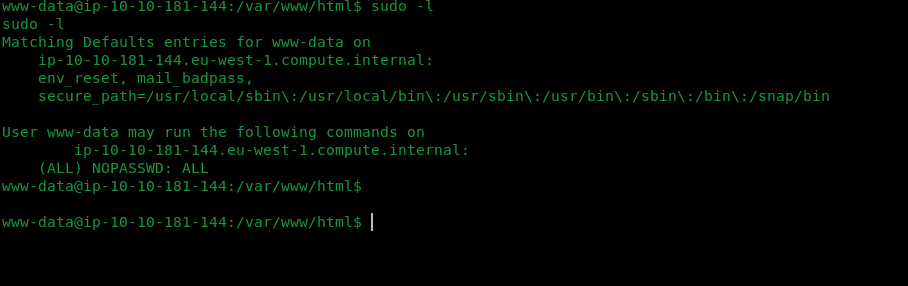 www-data@ip-10-10-181-144:/var/www/html$ sudo -l
sudo -l
Matching Defaults entries for www-data on
    ip-10-10-181-144.eu-west-1.compute.internal:
    env_reset, mail_badpass,
    secure_path=/usr/local/sbin\:/usr/local/bin\:/usr/sbin\:/usr/bin\:/sbin\:/bin\:/snap/bin

User www-data may run the following commands on
        ip-10-10-181-144.eu-west-1.compute.internal:
    (ALL) NOPASSWD: ALL
www-data@ip-10-10-181-144:/var/www/html$

www-data@ip-10-10-181-144:/var/www/html$